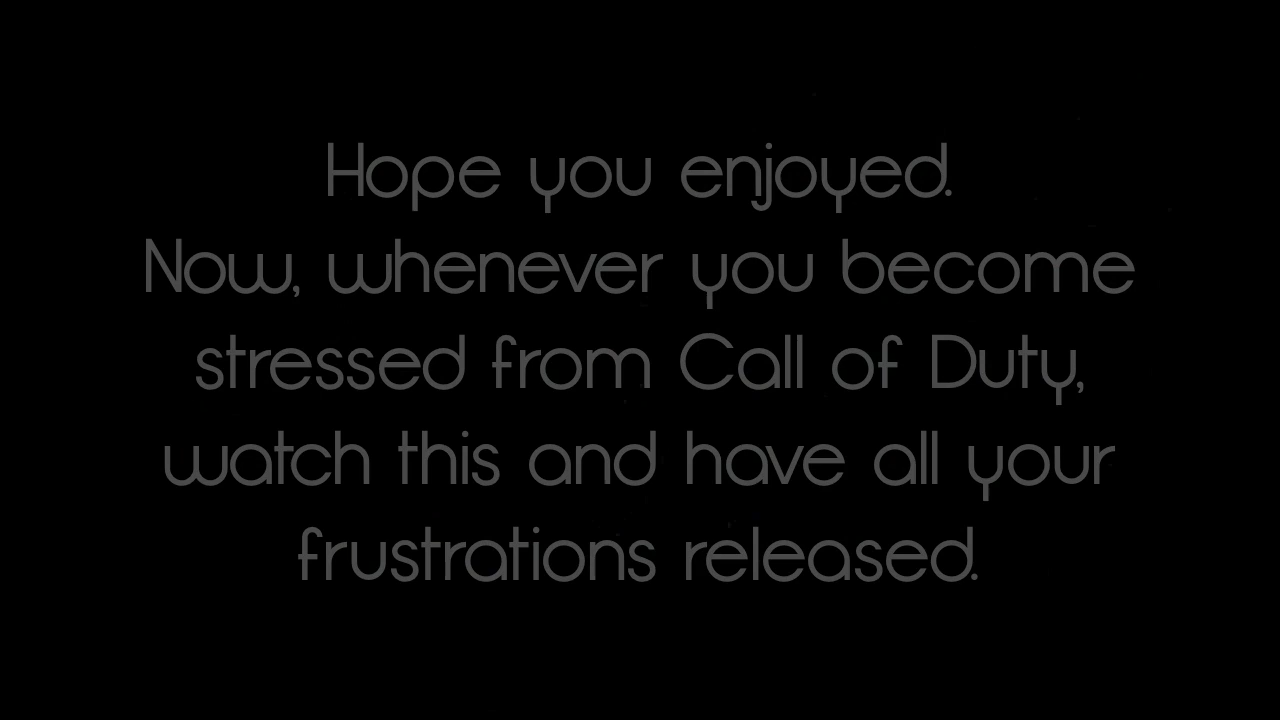 Hope you enjoyed.
Now, whenever you become
stressed from Call of Duty,
watch this and have all your
frustrations released.